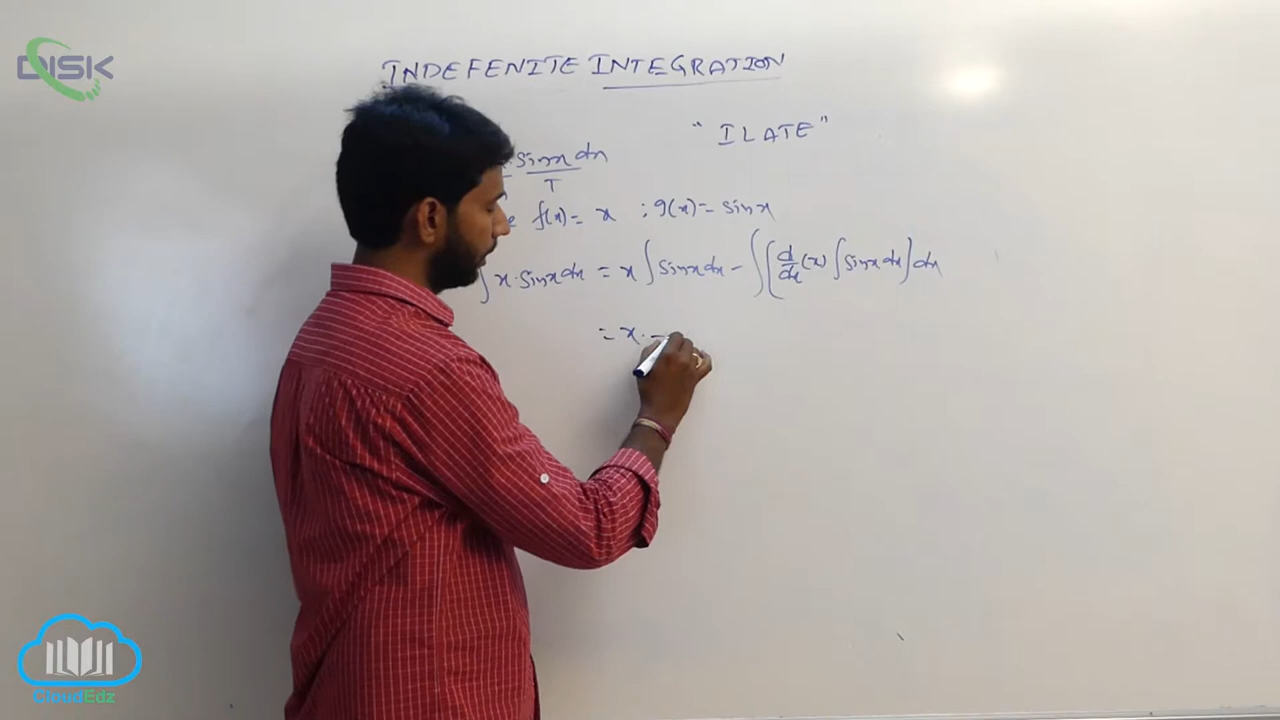 DISK
INDEFENITE INTEGRATION
" ILATE "
sinx dx
T
f(x) = x ; g(x) = sinx
∫ x · sinx dx = x ∫ sinx dx - ∫ [ d/dx (x) ∫ sinx dx ] dx
= x · -
CloudEdz